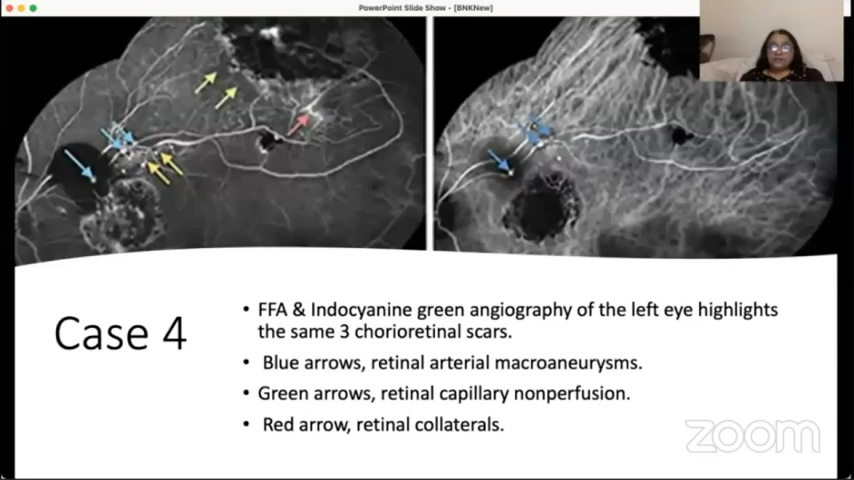 PowerPoint Slide Show - [BNKNew]
Case 4
• FFA & Indocyanine green angiography of the left eye highlights
the same 3 chorioretinal scars.
• Blue arrows, retinal arterial macroaneurysms.
• Green arrows, retinal capillary nonperfusion.
• Red arrow, retinal collaterals.
zoom